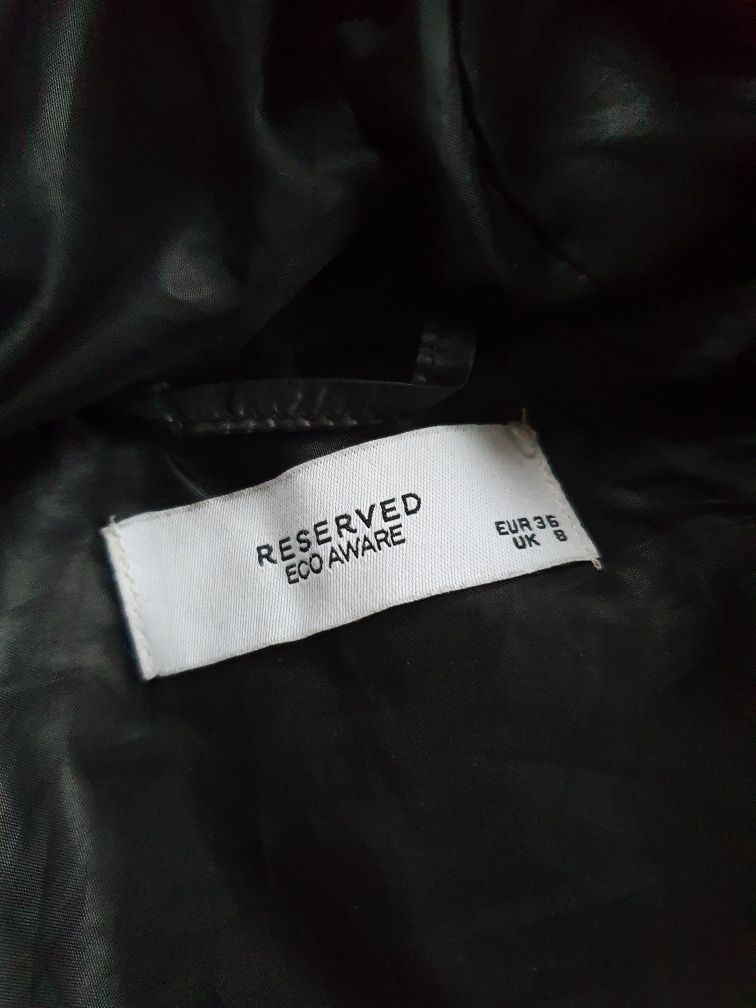 RESERVED
ECO AWARE
EUR 36
UK 8